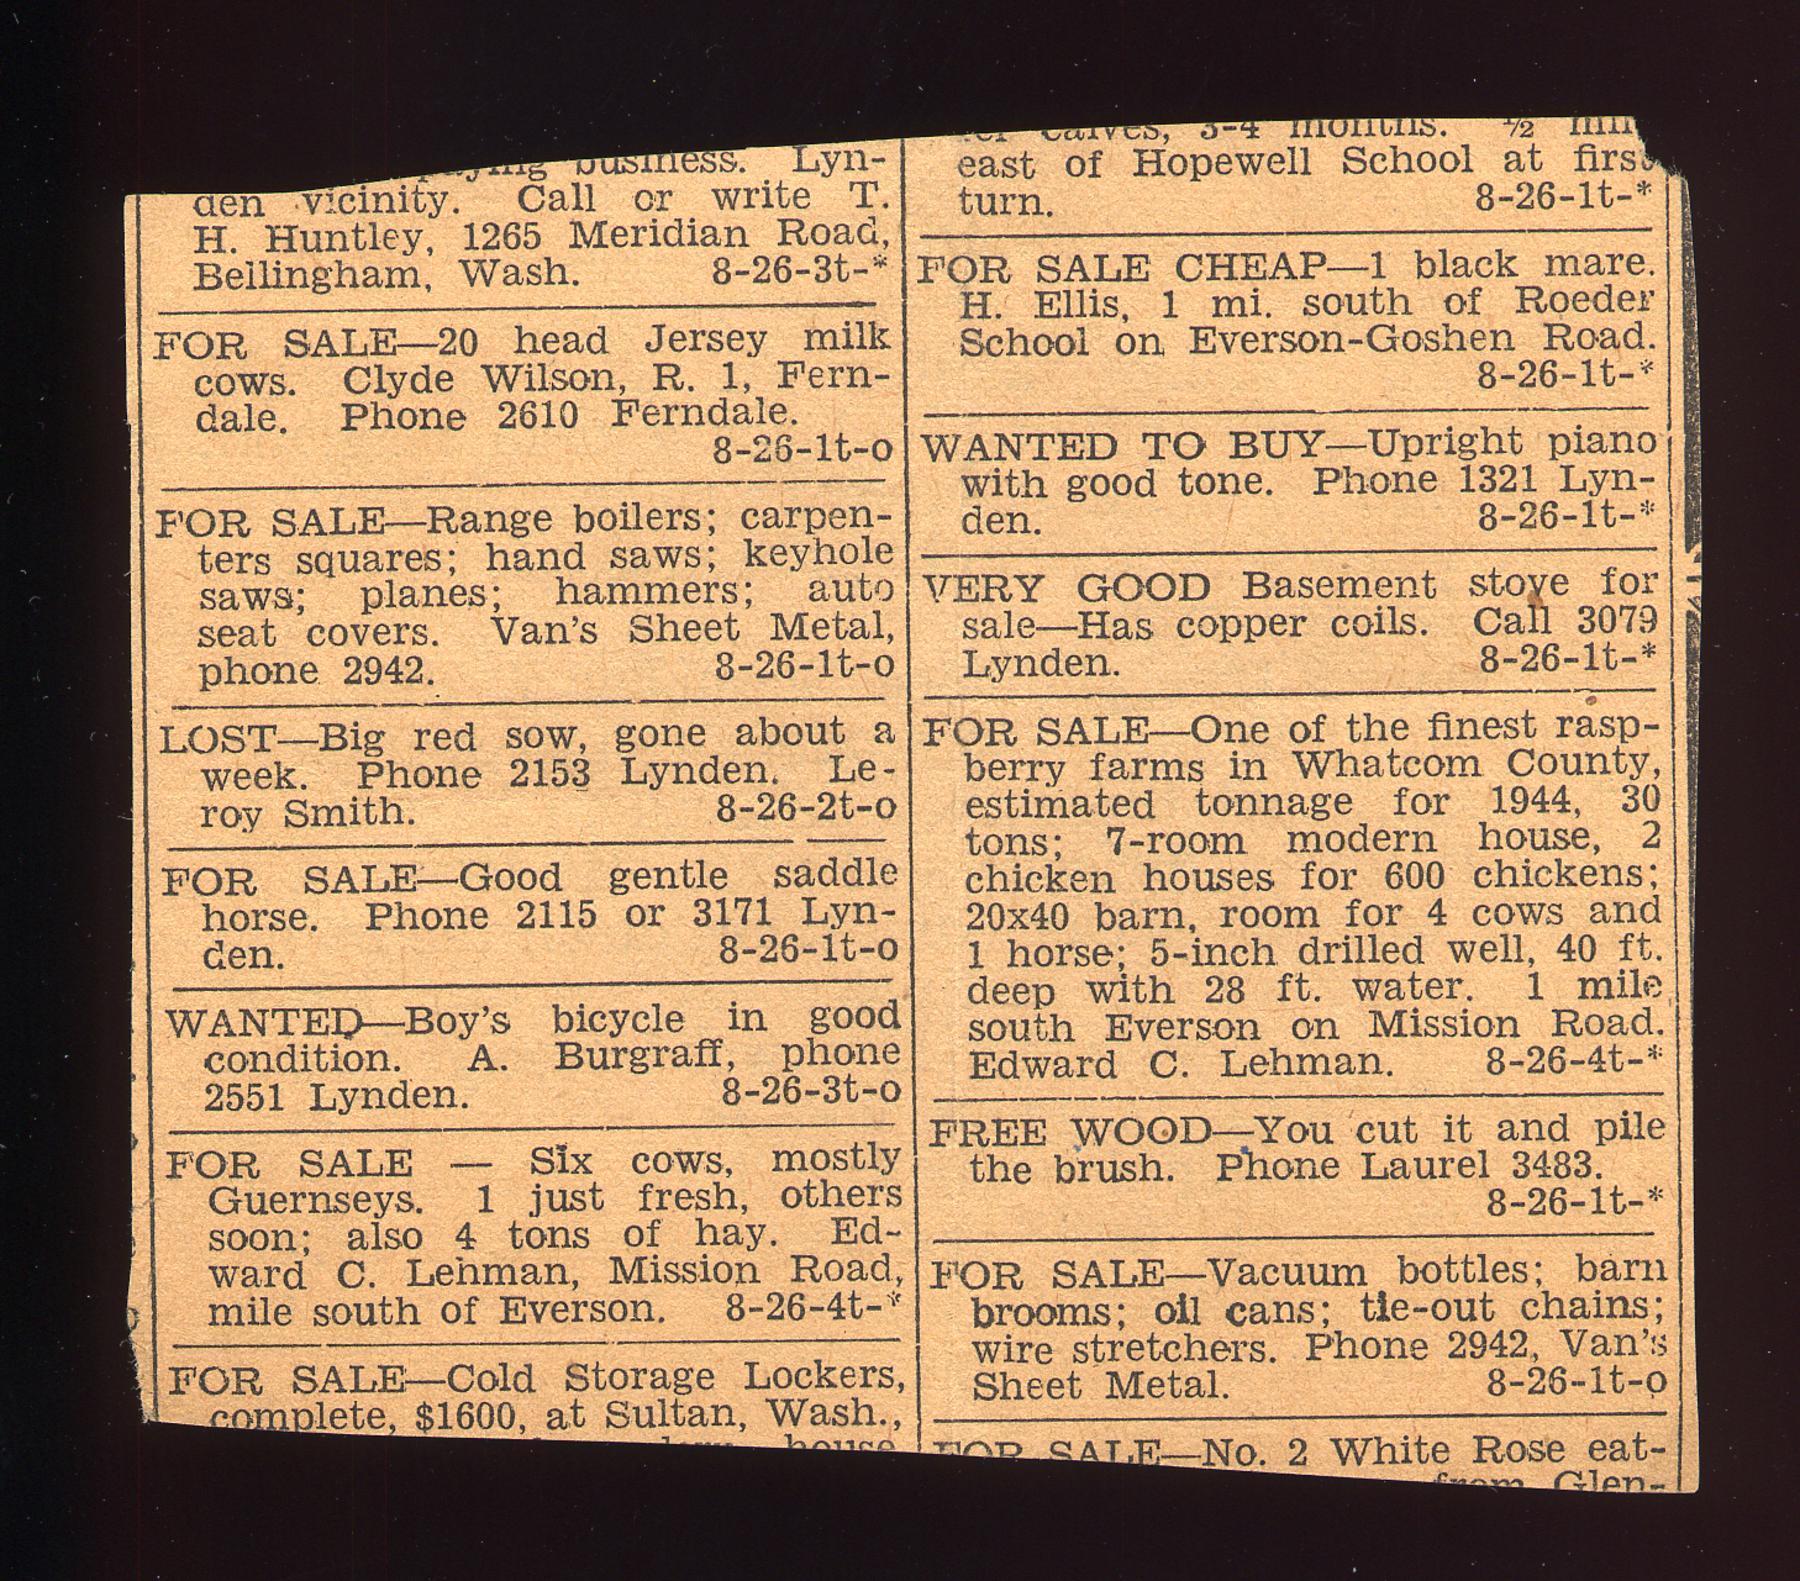 business. Lyn-
den vicinity. Call or write T.
H. Huntley, 1265 Meridian Road,
Bellingham, Wash. 8-26-3t-*
FOR SALE—20 head Jersey milk
cows. Clyde Wilson, R. 1, Fern-
dale. Phone 2610 Ferndale.
8-26-1t-o
FOR SALE—Range boilers; carpen-
ters squares; hand saws; keyhole
saws; planes; hammers; auto
seat covers. Van's Sheet Metal,
phone 2942. 8-26-1t-o
LOST—Big red sow, gone about a
week. Phone 2153 Lynden. Le-
roy Smith. 8-26-2t-o
FOR SALE—Good gentle saddle
horse. Phone 2115 or 3171 Lyn-
den. 8-26-1t-o
WANTED—Boy's bicycle in good
condition. A. Burgraff, phone
2551 Lynden. 8-26-3t-o
FOR SALE — Six cows, mostly
Guernseys. 1 just fresh, others
soon; also 4 tons of hay. Ed-
ward C. Lehman, Mission Road,
mile south of Everson. 8-26-4t-*
FOR SALE—Cold Storage Lockers,
complete, $1600, at Sultan, Wash.,
house
calves, 3-4 months. ½
east of Hopewell School at first
turn. 8-26-1t-*
FOR SALE CHEAP—1 black mare.
H. Ellis, 1 mi. south of Roeder
School on Everson-Goshen Road.
8-26-1t-*
WANTED TO BUY—Upright piano
with good tone. Phone 1321 Lyn-
den. 8-26-1t-*
VERY GOOD Basement stove for
sale—Has copper coils. Call 3079
Lynden. 8-26-1t-*
FOR SALE—One of the finest rasp-
berry farms in Whatcom County,
estimated tonnage for 1944, 30
tons; 7-room modern house, 2
chicken houses for 600 chickens;
20x40 barn, room for 4 cows and
1 horse; 5-inch drilled well, 40 ft.
deep with 28 ft. water. 1 mile
south Everson on Mission Road.
Edward C. Lehman. 8-26-4t-*
FREE WOOD—You cut it and pile
the brush. Phone Laurel 3483.
8-26-1t-*
FOR SALE—Vacuum bottles; barn
brooms; oil cans; tie-out chains;
wire stretchers. Phone 2942, Van's
Sheet Metal. 8-26-1t-o
FOR SALE—No. 2 White Rose eat-
from Glen-